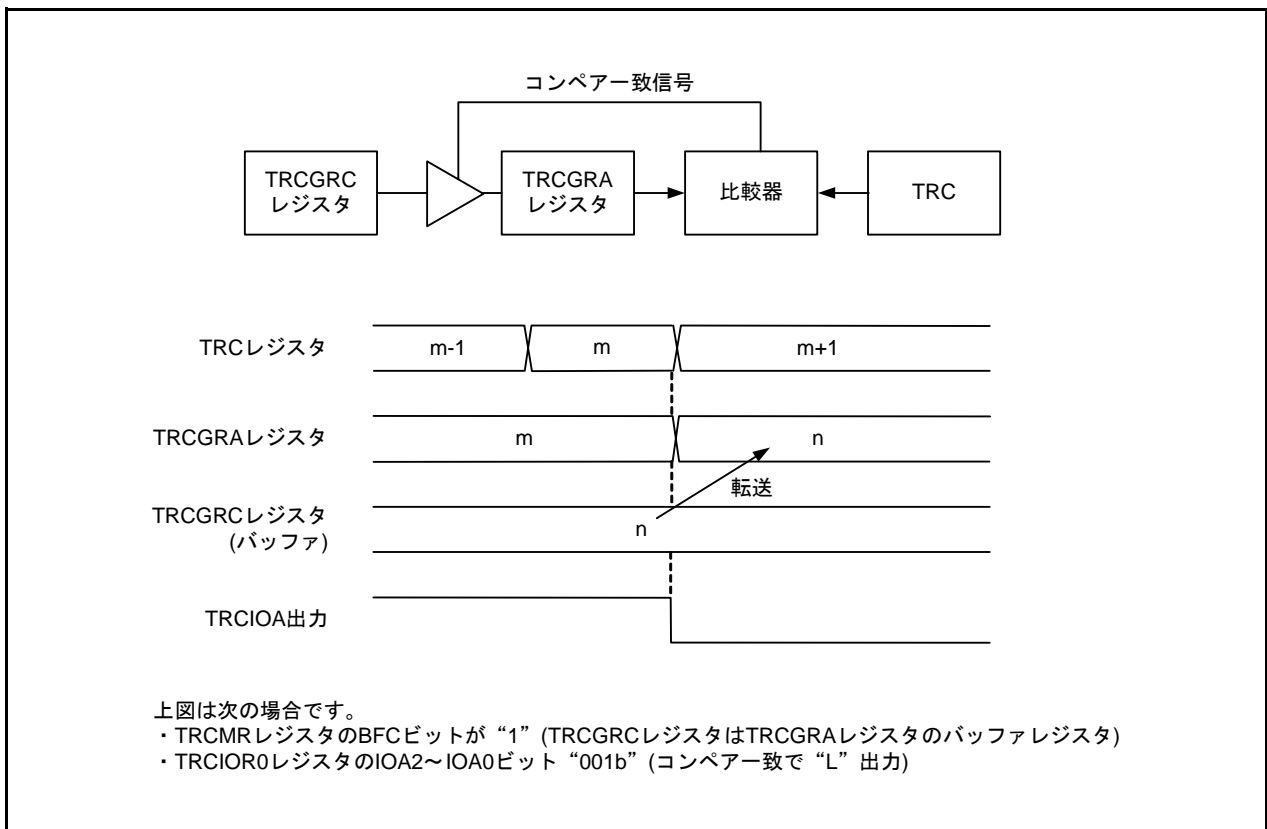 コンペアー致信号
TRCGRC
レジスタ
TRCGRA
レジスタ
比較器
TRC
TRCレジスタ
m-1
m
m+1
TRCGRAレジスタ
m
n
転送
TRCGRCレジスタ
(バッファ)
n
TRCIOA出力
上図は次の場合です。
・TRCMRレジスタのBFCビットが“1”(TRCGRCレジスタはTRCGRAレジスタのバッファレジスタ)
・TRCIOR0レジスタのIOA2～IOA0ビット“001b”(コンペアー致で“L”出力)